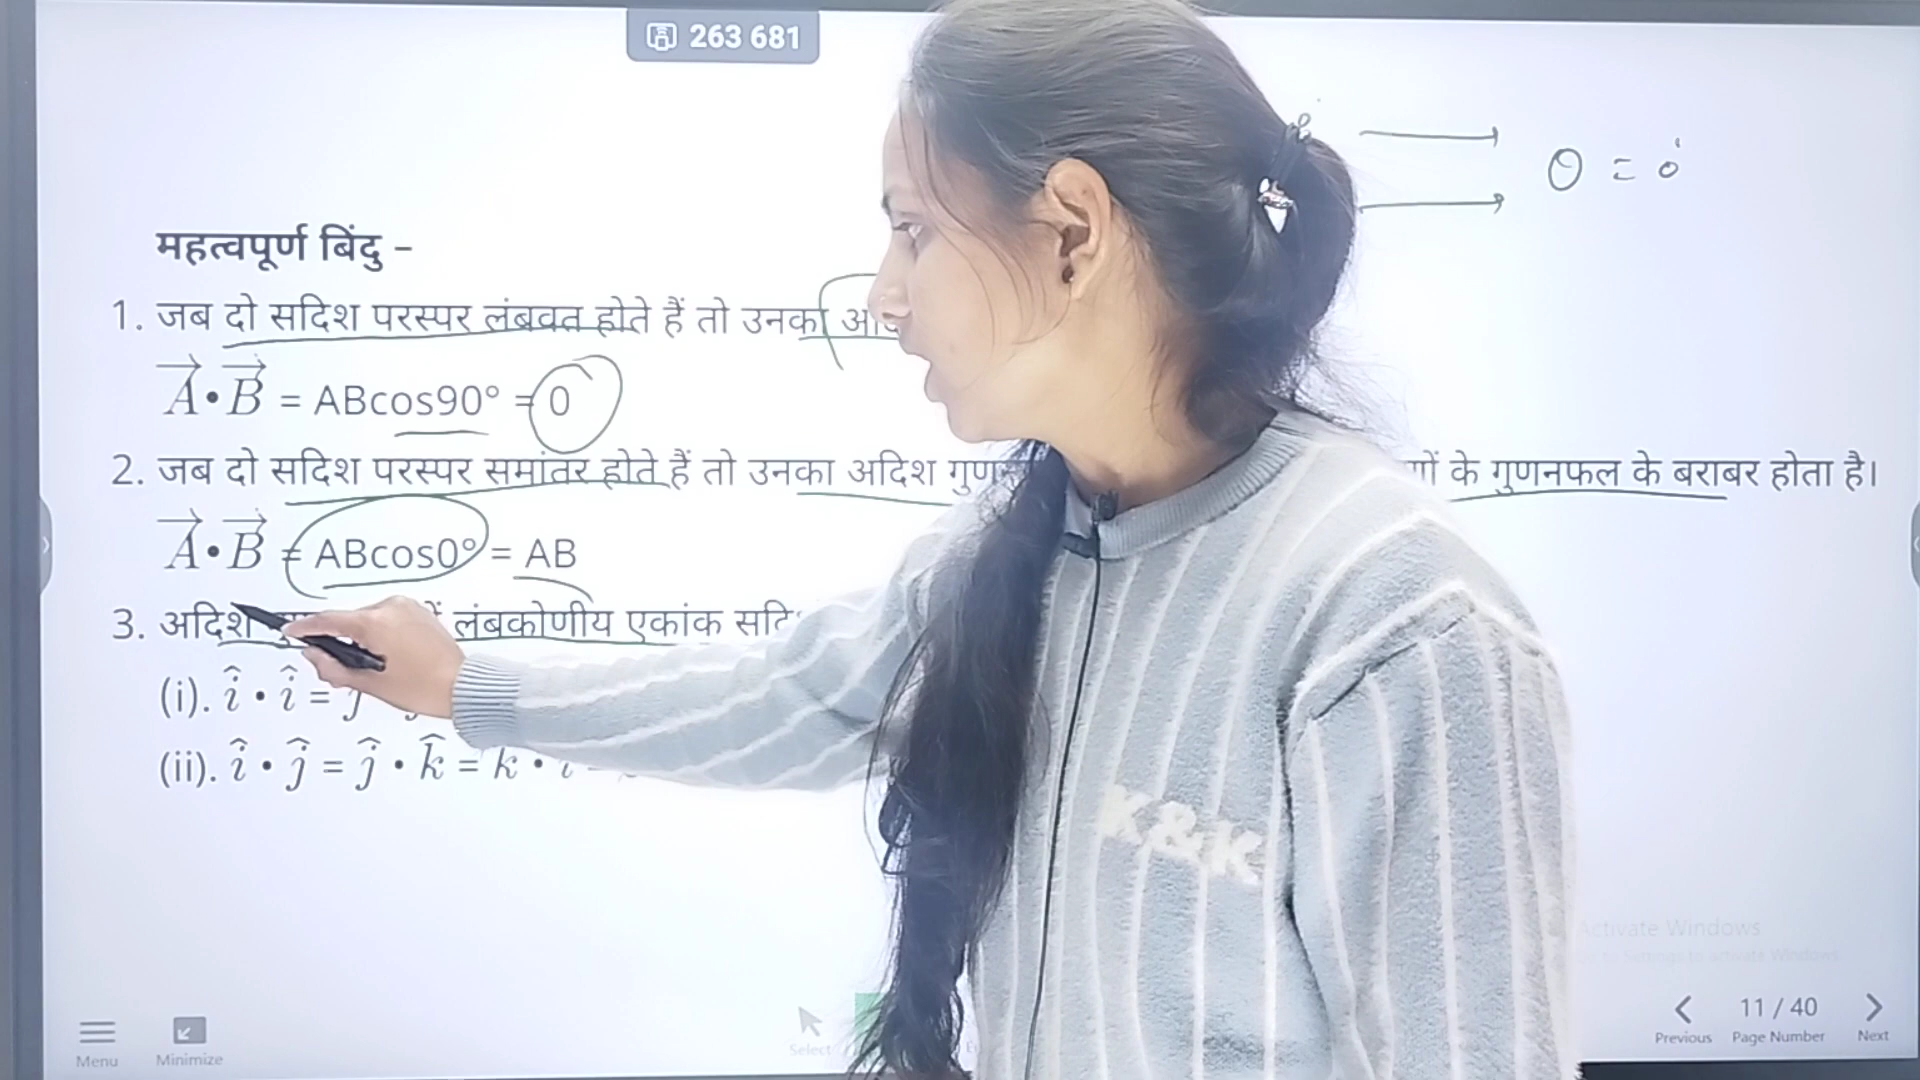 263 681
θ = 0°
महत्वपूर्ण बिंदु –
1. जब दो सदिश परस्पर लंबवत होते हैं तो उनका
A⃗•B⃗ = ABcos90° = 0
2. जब दो सदिश परस्पर समांतर होते हैं तो उनका अदिश के गुणनफल के बराबर होता है।
A⃗•B⃗ = ABcos0° = AB
3. अदिश लंबकोणीय एकांक
(i). î • î =
(ii). î • ĵ = ĵ • k̂ = k •
K&K
Activate Windows
Menu Minimize Select Previous 11 / 40 Page Number Next